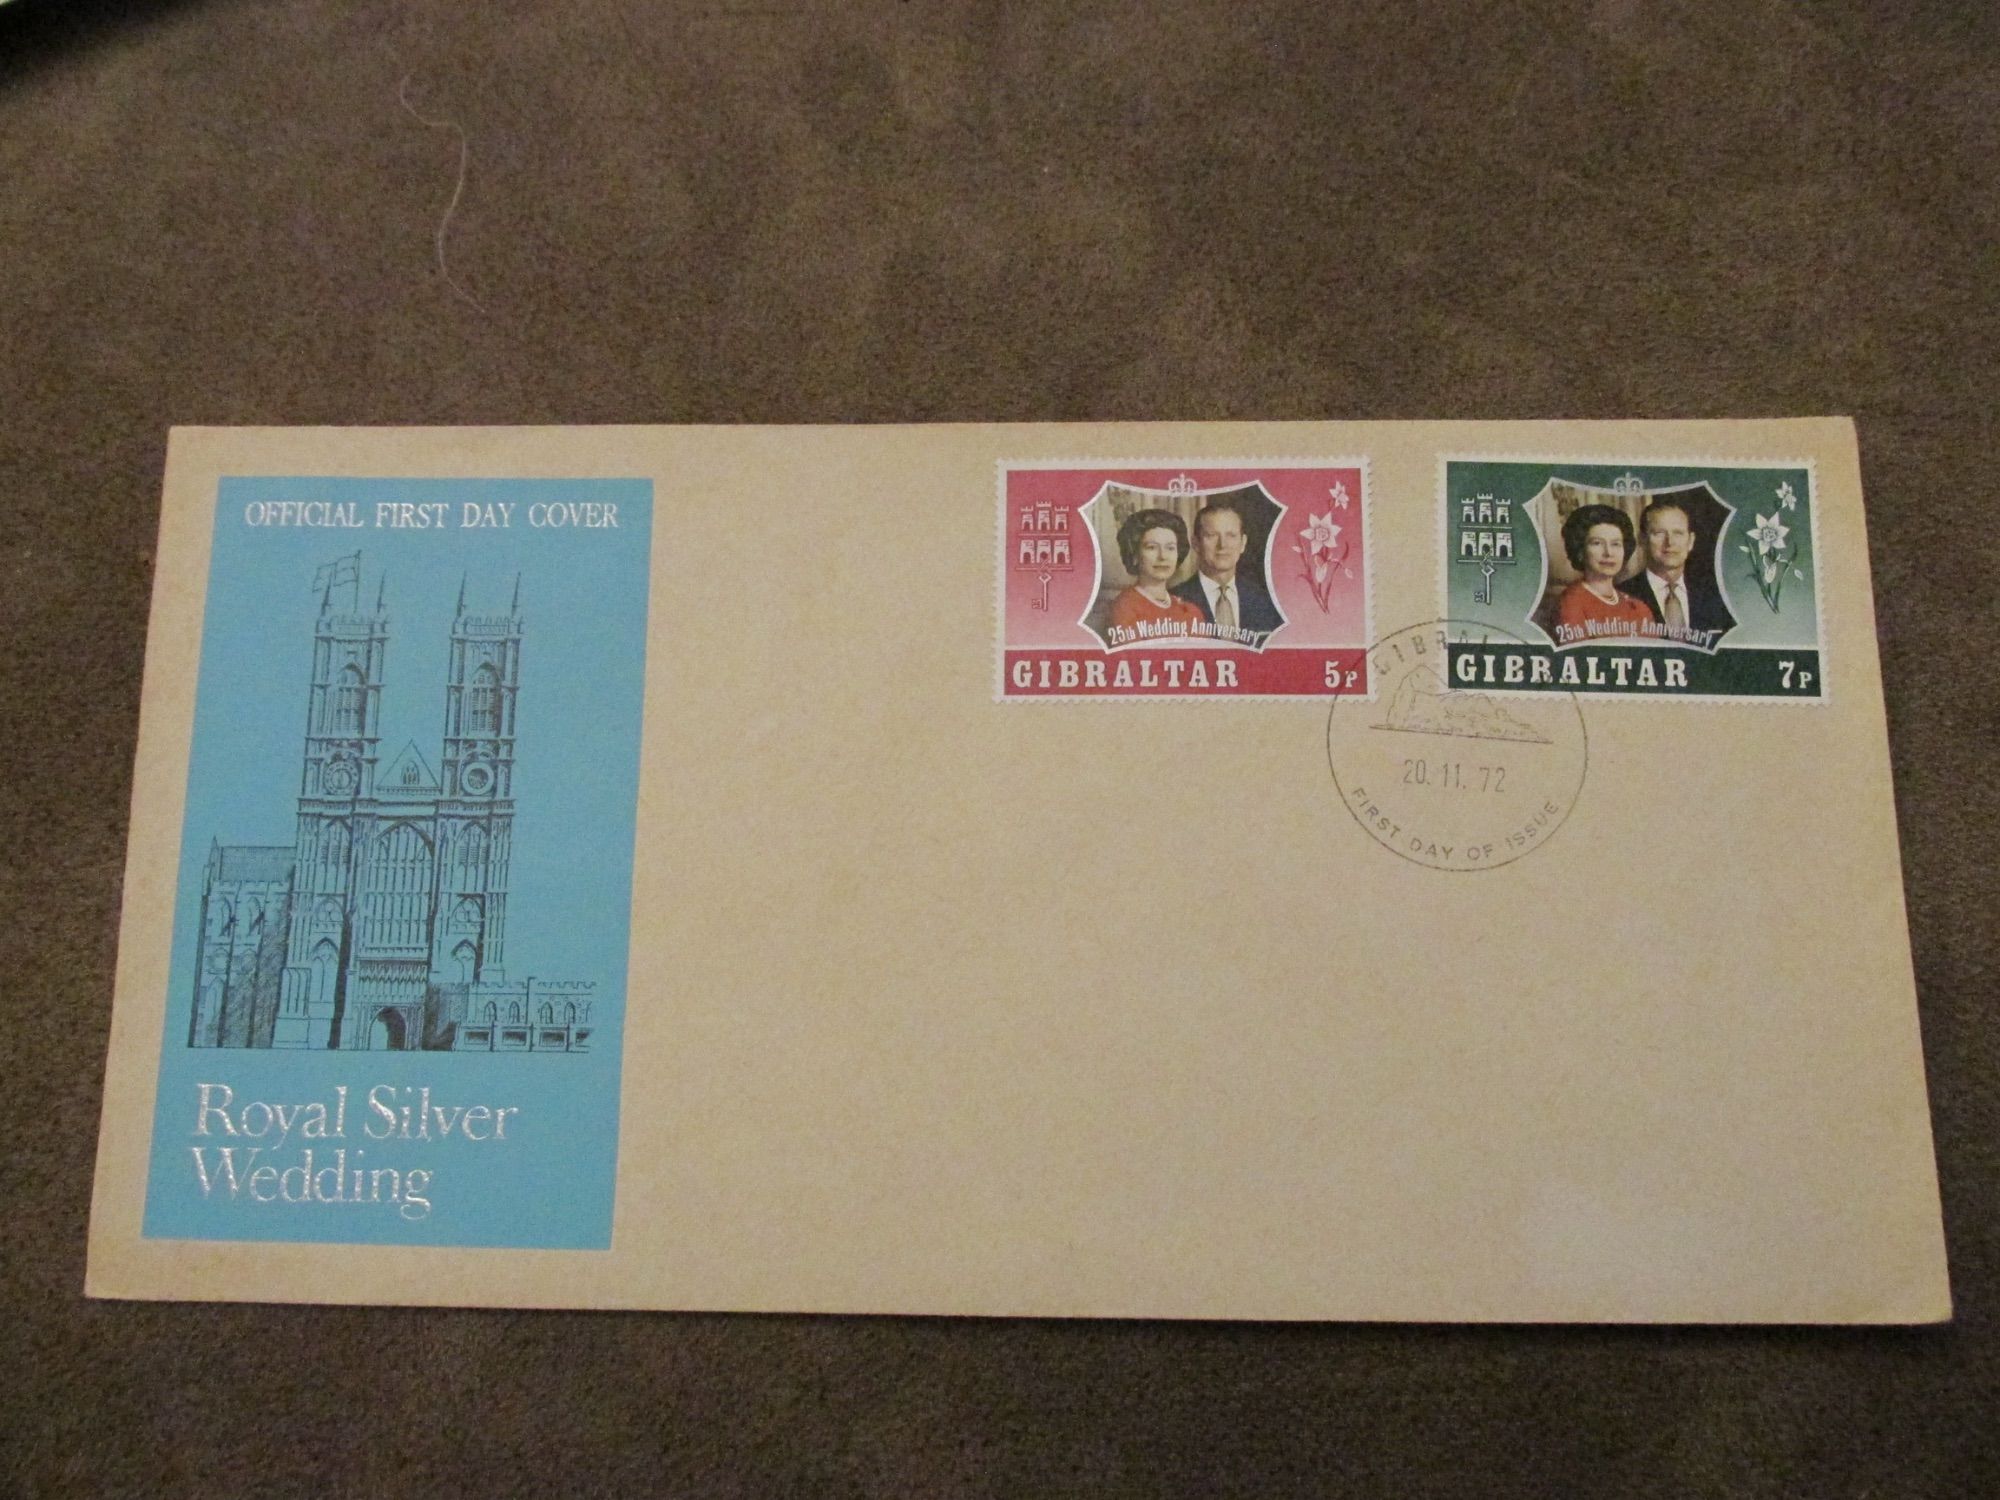 OFFICIAL FIRST DAY COVER
Royal Silver
Wedding
25th Wedding Anniversary
GIBRALTAR 5P
25th Wedding Anniversary
GIBRALTAR 7P
20.11.72
FIRST DAY OF ISSUE